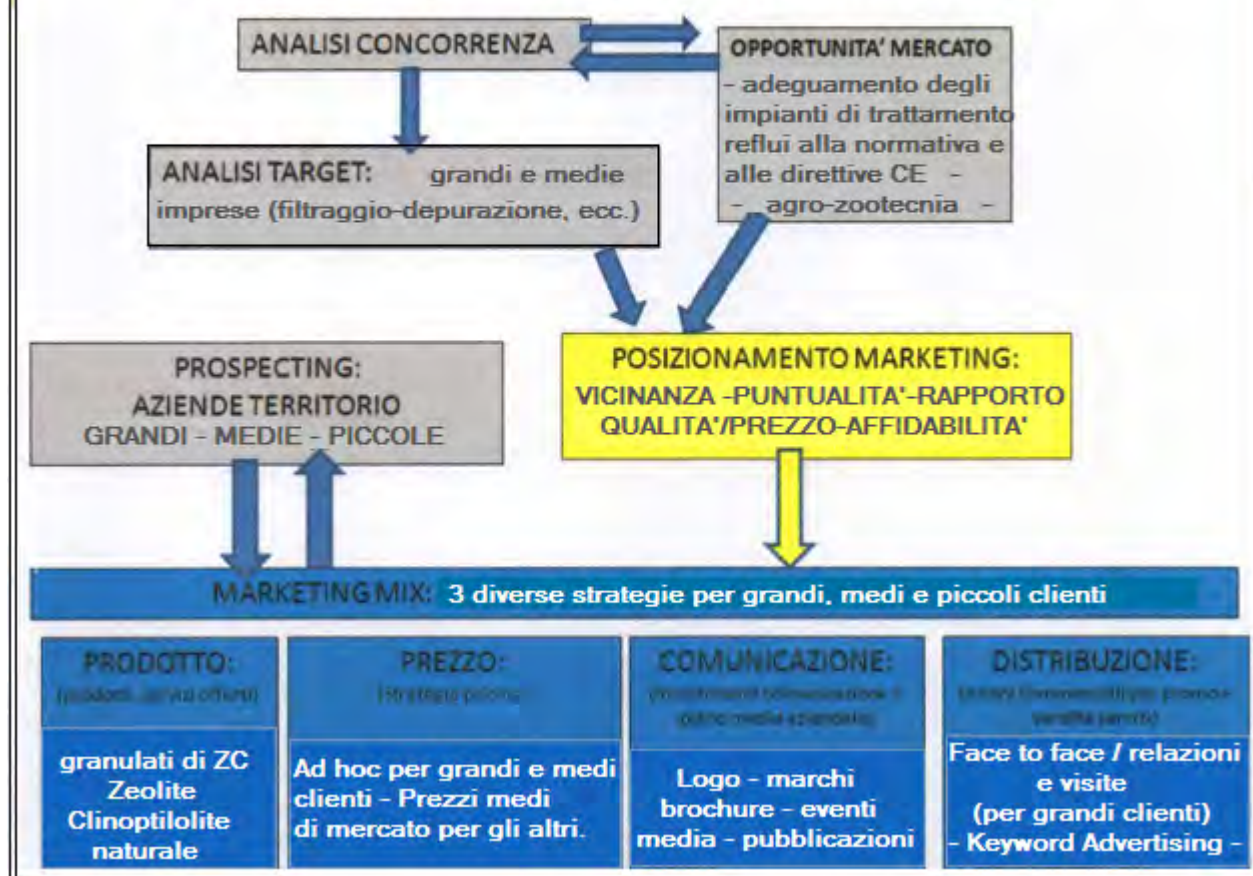 ANALISI CONCORRENZA
OPPORTUNITA' MERCATO
- adeguamento degli
impianti di trattamento
reflui alla normativa e
alle direttive CE -
- agro-zootecnia -
ANALISI TARGET: grandi e medie
imprese (filtraggio-depurazione, ecc.)
PROSPECTING:
AZIENDE TERRITORIO
GRANDI - MEDIE - PICCOLE
POSIZIONAMENTO MARKETING:
VICINANZA -PUNTUALITA'-RAPPORTO
QUALITA'/PREZZO-AFFIDABILITA'
MARKETING MIX: 3 diverse strategie per grandi, medi e piccoli clienti
PRODOTTO:
granulati di ZC
Zeolite
Clinoptilolite
naturale
PREZZO:
Ad hoc per grandi e medi
clienti - Prezzi medi
di mercato per gli altri.
COMUNICAZIONE:
Logo - marchi
brochure - eventi
media - pubblicazioni
DISTRIBUZIONE:
Face to face / relazioni
e visite
(per grandi clienti)
- Keyword Advertising -